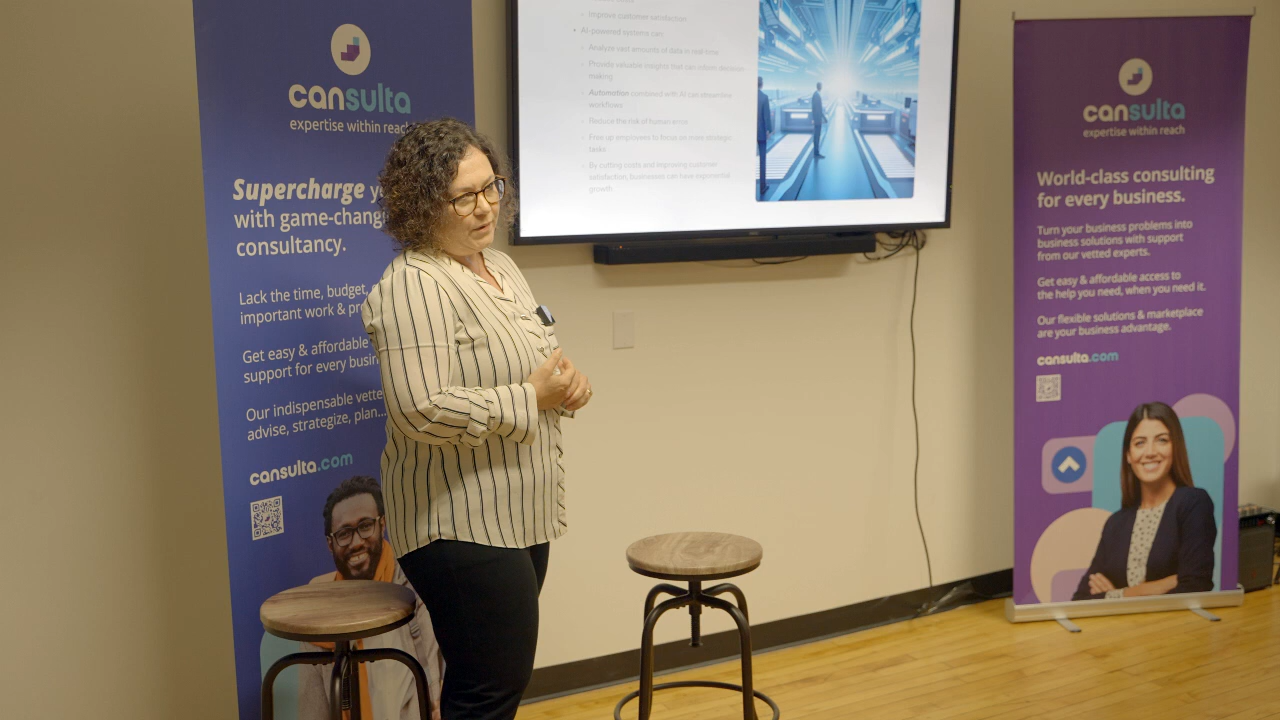 cansulta
expertise within reach
Supercharge
with game-changi
consultancy.
Lack the time, budget,
important work &
Get easy & affordable
support for every busin
Our indispensable vette
advise, strategize, plan...
cansulta.com
Improve customer satisfaction
AI-powered systems can:
Analyze vast amounts of data in real-time
Provide valuable insights that can inform decision-
making
Automation combined with AI can streamline
workflows
Reduce the risk of human error
Free up employees to focus on more strategic
tasks
By cutting costs and improving customer
satisfaction, businesses can have exponential
growth
cansulta
expertise within reach
World-class consulting
for every business.
Turn your business problems into
business solutions with support
from our vetted experts.
Get easy & affordable access to
the help you need, when you need it.
Our flexible solutions & marketplace
are your business advantage.
cansulta.com